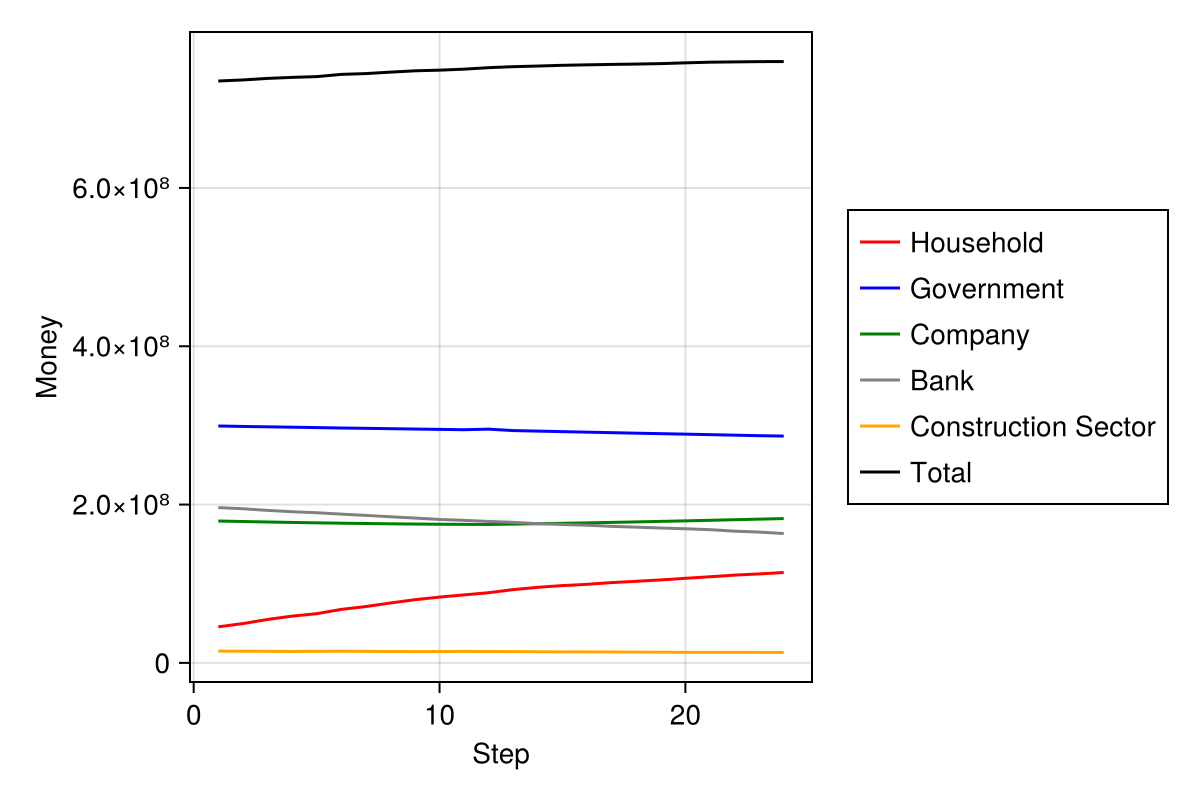 Money
6.0×10⁸
4.0×10⁸
2.0×10⁸
0
0 10 20
Step
Household
Government
Company
Bank
Construction Sector
Total